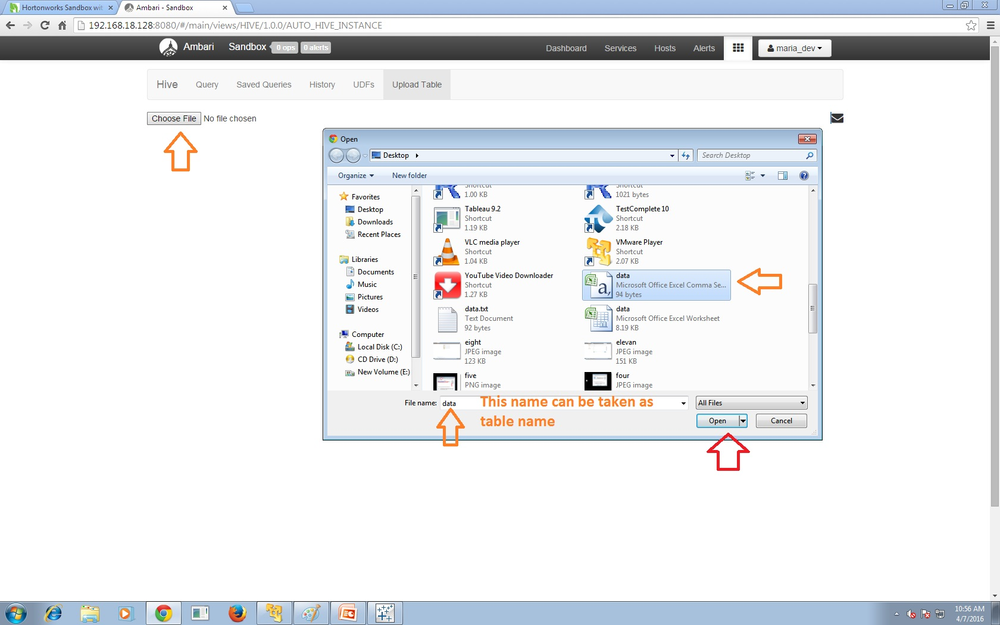 Hortonworks Sandbox wit
Ambari - Sandbox
192.168.18.128:8080/#/main/views/HIVE/1.0.0/AUTO_HIVE_INSTANCE
Ambari Sandbox 0 ops 0 alerts Dashboard Services Hosts Alerts maria_dev
Hive Query Saved Queries History UDFs Upload Table
Choose File No file chosen
Open
Desktop
Search Desktop
Organize New folder
Favorites
Desktop
Downloads
Recent Places
Libraries
Documents
Music
Pictures
Videos
Computer
Local Disk (C:)
CD Drive (D:)
New Volume (E:)
Shortcut
1.00 KB
Shortcut
1021 bytes
Tableau 9.2
Shortcut
1.19 KB
TestComplete 10
Shortcut
2.18 KB
VLC media player
Shortcut
1.04 KB
VMware Player
Shortcut
2.07 KB
YouTube Video Downloader
Shortcut
1.27 KB
data
Microsoft Office Excel Comma Se...
94 bytes
data.txt
Text Document
92 bytes
data
Microsoft Office Excel Worksheet
8.19 KB
eight
JPEG image
123 KB
elevan
JPEG image
151 KB
five
PNG image
four
JPEG image
File name: data
This name can be taken as
table name
All Files
Open
Cancel
10:56 AM
4/7/2016